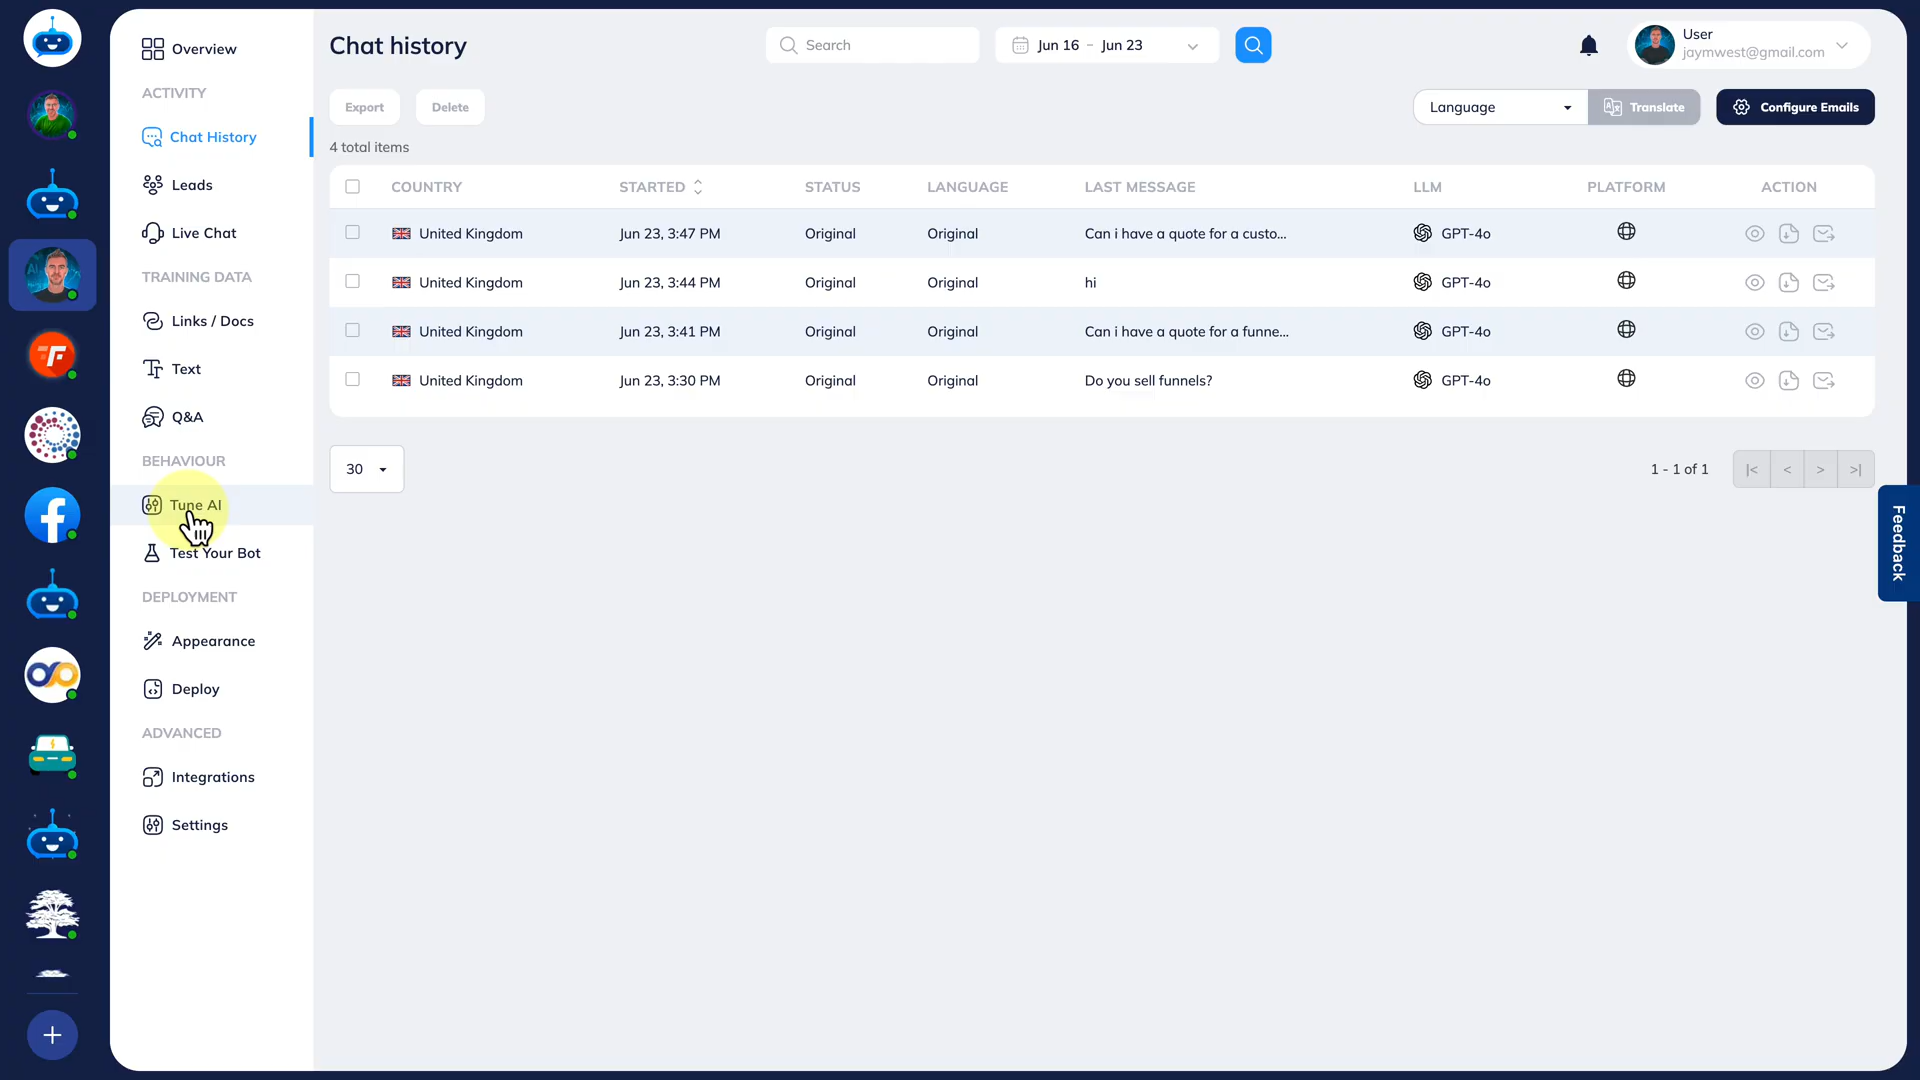 Overview
ACTIVITY
Chat History
Leads
Live Chat
TRAINING DATA
Links / Docs
Text
Q&A
BEHAVIOUR
Tune AI
Test Your Bot
DEPLOYMENT
Appearance
Deploy
ADVANCED
Integrations
Settings
Chat history
Search
Jun 16 - Jun 23
User
jaymwest@gmail.com
Export Delete
Language Translate Configure Emails
4 total items
COUNTRY STARTED STATUS LANGUAGE LAST MESSAGE LLM PLATFORM ACTION
United Kingdom Jun 23, 3:47 PM Original Original Can i have a quote for a custo... GPT-4o
United Kingdom Jun 23, 3:44 PM Original Original hi GPT-4o
United Kingdom Jun 23, 3:41 PM Original Original Can i have a quote for a funne... GPT-4o
United Kingdom Jun 23, 3:30 PM Original Original Do you sell funnels? GPT-4o
30
1 - 1 of 1 |< < > >|
Feedback